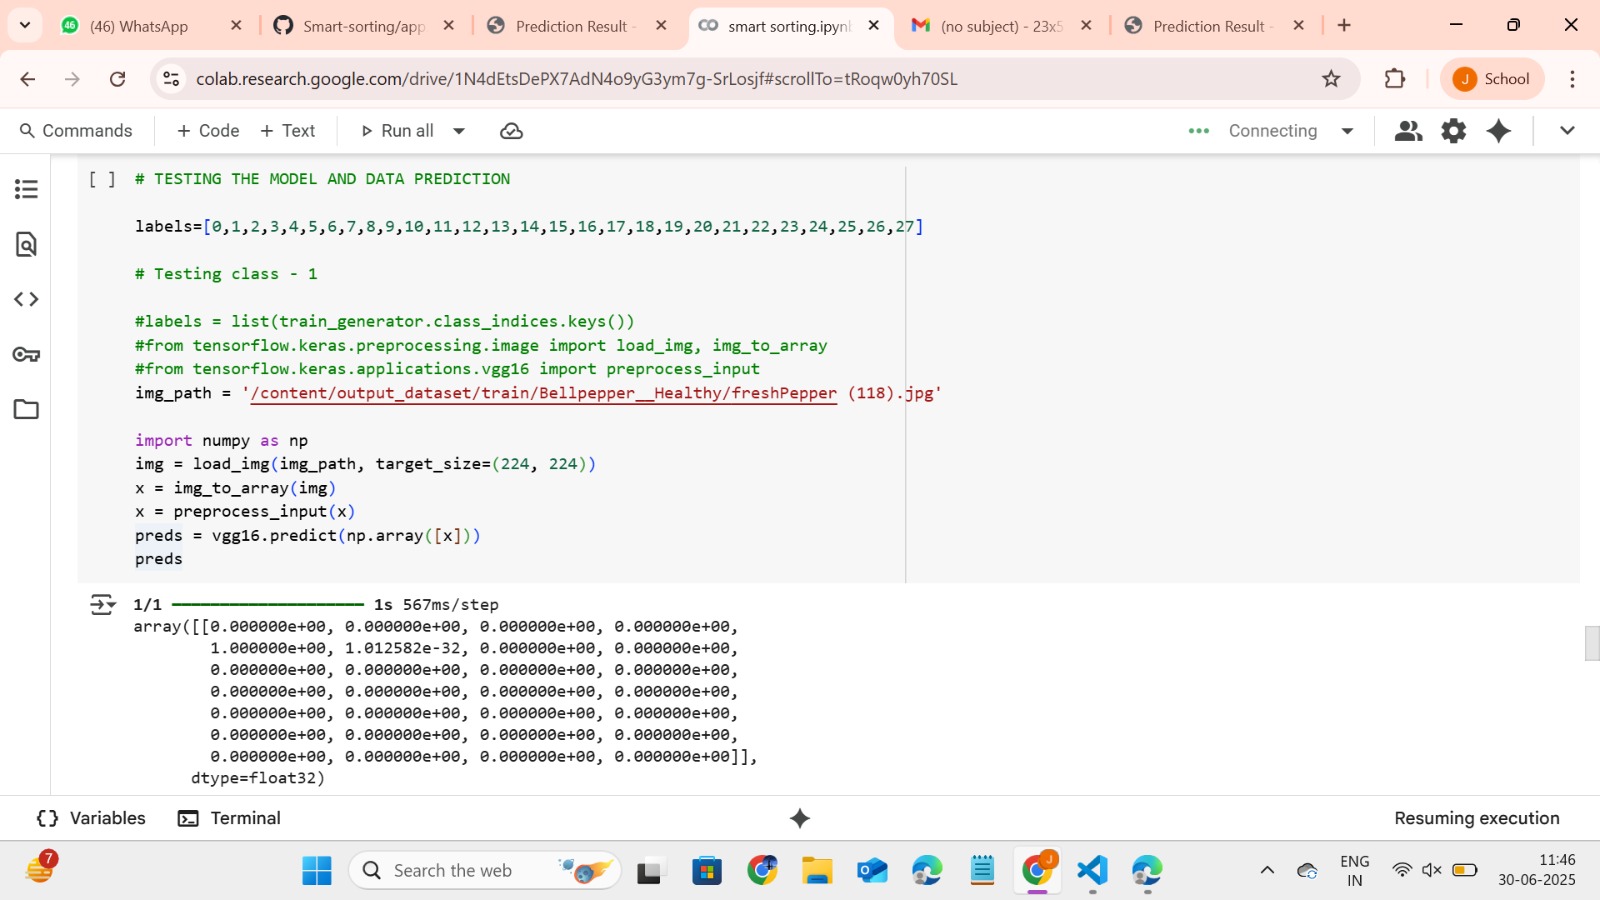 46 (46) WhatsApp
Smart-sorting/app
Prediction Result -
smart sorting.ipynb
(no subject) - 23x5
Prediction Result -
colab.research.google.com/drive/1N4dEtsDePX7AdN4o9yG3ym7g-SrLosjf#scrollTo=tRoqw0yh70SL
J School
Commands + Code + Text Run all Connecting
[ ] # TESTING THE MODEL AND DATA PREDICTION
labels=[0,1,2,3,4,5,6,7,8,9,10,11,12,13,14,15,16,17,18,19,20,21,22,23,24,25,26,27]
# Testing class - 1
#labels = list(train_generator.class_indices.keys())
#from tensorflow.keras.preprocessing.image import load_img, img_to_array
#from tensorflow.keras.applications.vgg16 import preprocess_input
img_path = '/content/output_dataset/train/Bellpepper__Healthy/freshPepper (118).jpg'
import numpy as np
img = load_img(img_path, target_size=(224, 224))
x = img_to_array(img)
x = preprocess_input(x)
preds = vgg16.predict(np.array([x]))
preds
1/1 ━━━━━━━━━━━━━━━━━━━━ 1s 567ms/step
array([[0.000000e+00, 0.000000e+00, 0.000000e+00, 0.000000e+00,
1.000000e+00, 1.012582e-32, 0.000000e+00, 0.000000e+00,
0.000000e+00, 0.000000e+00, 0.000000e+00, 0.000000e+00,
0.000000e+00, 0.000000e+00, 0.000000e+00, 0.000000e+00,
0.000000e+00, 0.000000e+00, 0.000000e+00, 0.000000e+00,
0.000000e+00, 0.000000e+00, 0.000000e+00, 0.000000e+00,
0.000000e+00, 0.000000e+00, 0.000000e+00, 0.000000e+00]],
dtype=float32)
Variables Terminal Resuming execution
7
Search the web
J
ENG
IN
11:46
30-06-2025